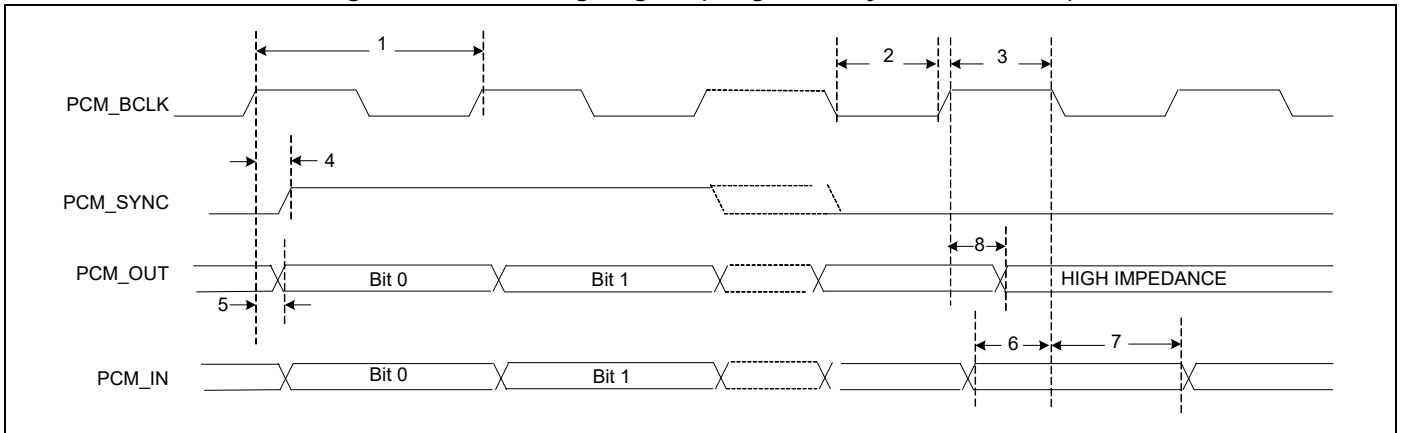 1
2
3
PCM_BCLK
4
PCM_SYNC
8
PCM_OUT
Bit 0
Bit 1
HIGH IMPEDANCE
5
6
7
PCM_IN
Bit 0
Bit 1